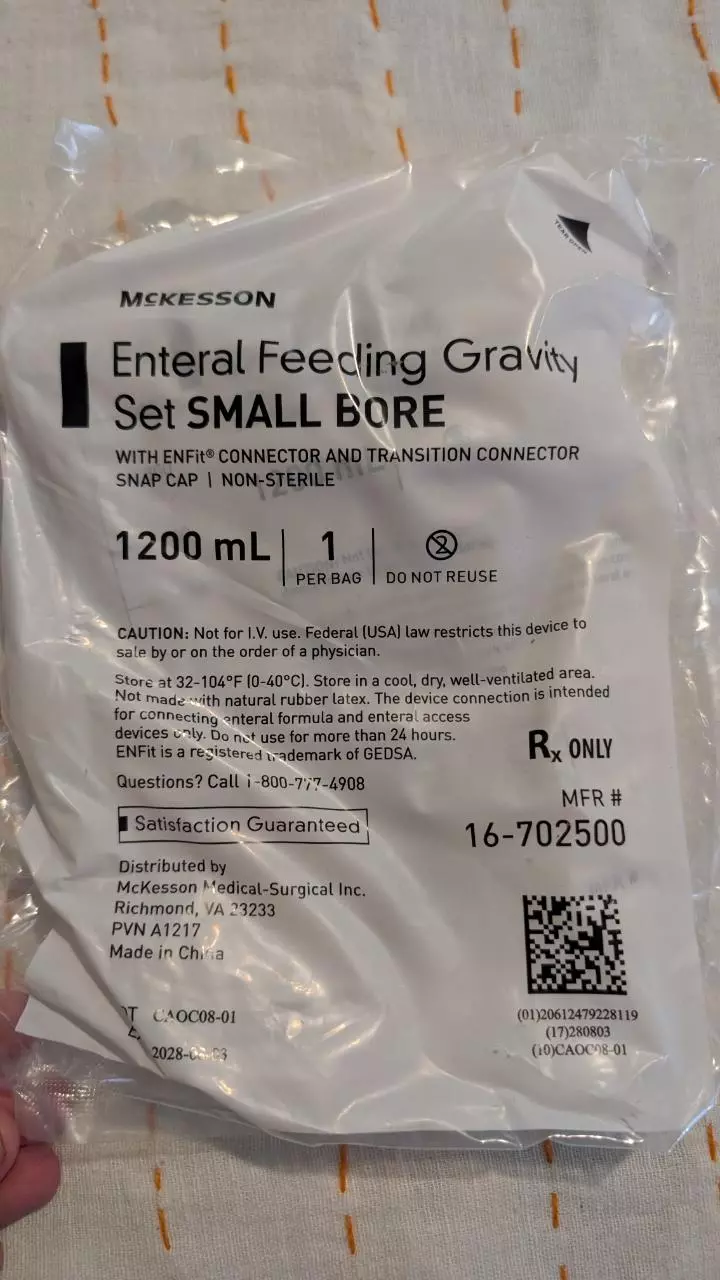 TEAR OPEN
McKESSON
Enteral Feeding Gravity
Set SMALL BORE
WITH ENFit® CONNECTOR AND TRANSITION CONNECTOR
SNAP CAP | NON-STERILE
1200 mL
1
PER BAG
2
DO NOT REUSE
CAUTION: Not for I.V. use. Federal (USA) law restricts this device to
sale by or on the order of a physician.
Store at 32-104°F (0-40°C). Store in a cool, dry, well-ventilated area.
Not made with natural rubber latex. The device connection is intended
for connecting enteral formula and enteral access
devices only. Do not use for more than 24 hours.
ENFit is a registered trademark of GEDSA.
Rx ONLY
Questions? Call 1-800-777-4908
MFR #
16-702500
Satisfaction Guaranteed
Distributed by
McKesson Medical-Surgical Inc.
Richmond, VA 23233
PVN A1217
Made in China
CAOC08-01
(01)20612479228119
(17)280803
(10)CAOC08-01